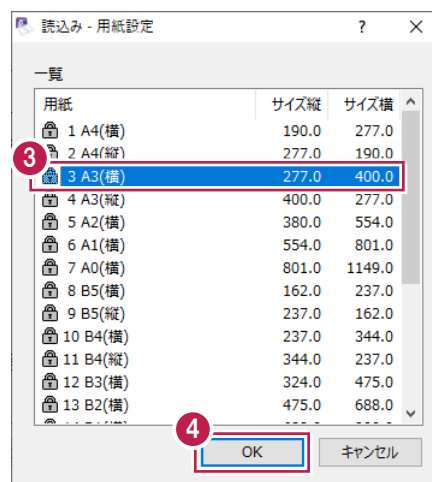 読込み - 用紙設定 ? ×
一覧
用紙 サイズ縦 サイズ横
1 A4(横) 190.0 277.0
3
2 A4(縦) 277.0 190.0
3 A3(横) 277.0 400.0
4 A3(縦) 400.0 277.0
5 A2(横) 380.0 554.0
6 A1(横) 554.0 801.0
7 A0(横) 801.0 1149.0
8 B5(横) 162.0 237.0
9 B5(縦) 237.0 162.0
10 B4(横) 237.0 344.0
11 B4(縦) 344.0 237.0
12 B3(横) 324.0 475.0
13 B2(横) 475.0 688.0
4
OK キャンセル